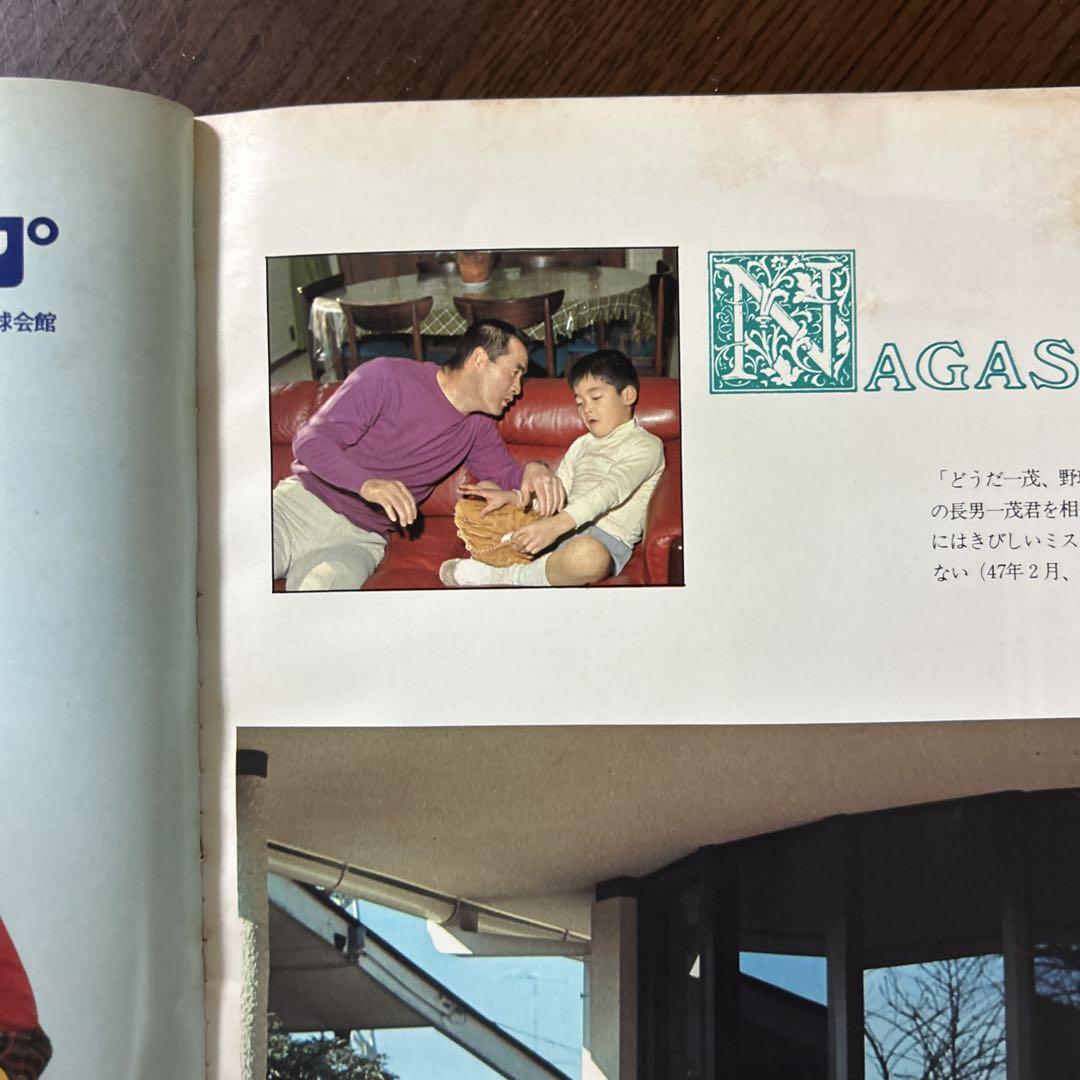 プ
球会館
NAGAS
「どうだ一茂、野球
の長男一茂君を相
にはきびしいミス
ない(47年2月、